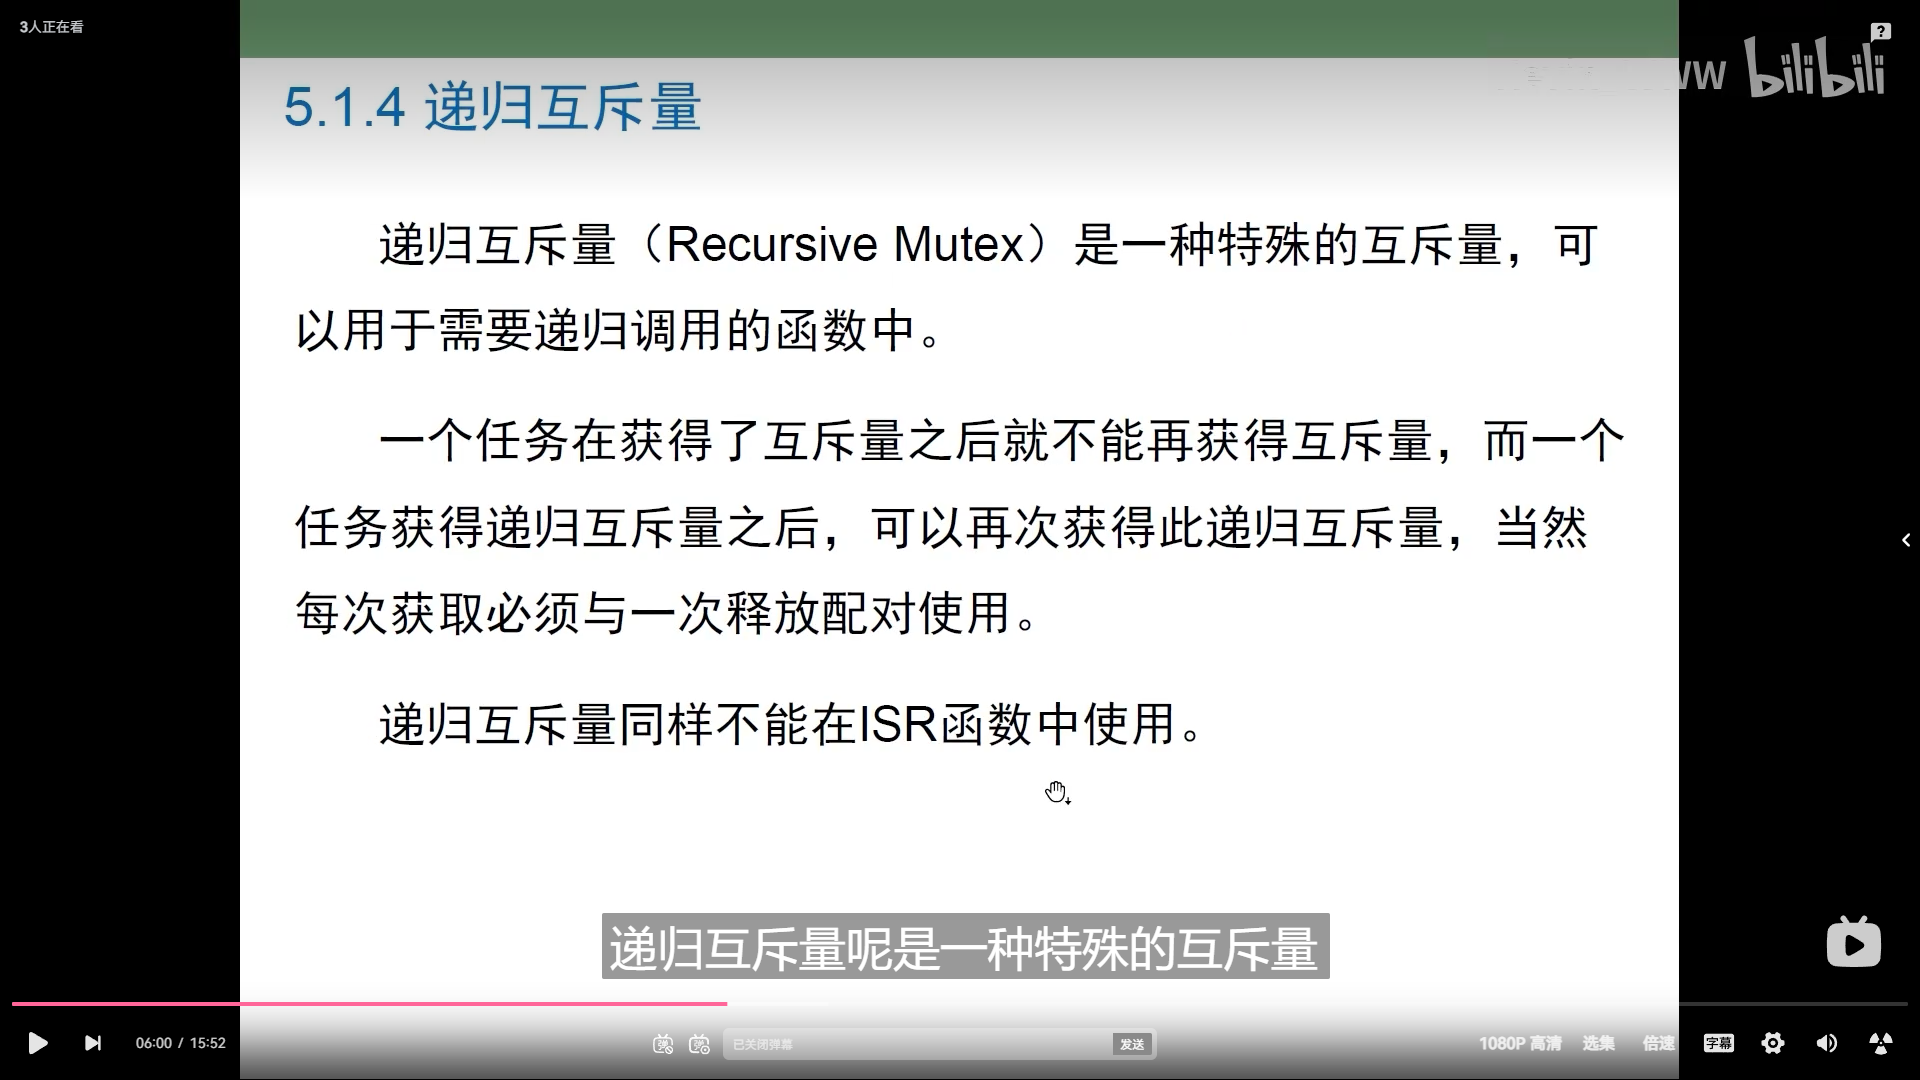 3人正在看
bilibili
5.1.4 递归互斥量
递归互斥量（Recursive Mutex）是一种特殊的互斥量，可
以用于需要递归调用的函数中。
一个任务在获得了互斥量之后就不能再获得互斥量，而一个
任务获得递归互斥量之后，可以再次获得此递归互斥量，当然
每次获取必须与一次释放配对使用。
递归互斥量同样不能在ISR函数中使用。
递归互斥量呢是一种特殊的互斥量
06:00 / 15:52
已关闭弹幕
发送
1080P 高清
选集
倍速
字幕